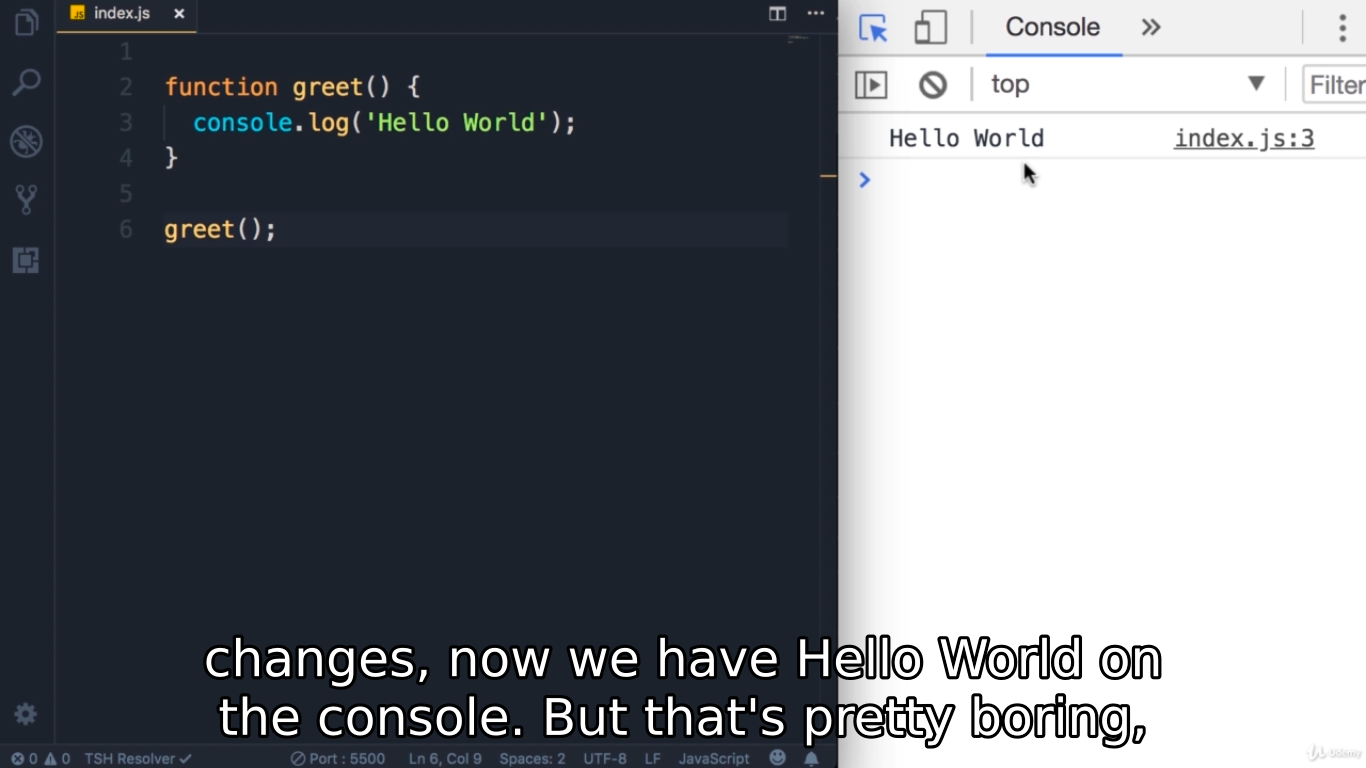 index.js
1
2 function greet() {
3 console.log('Hello World');
4 }
5
6 greet();
Console
top
Filter
Hello World index.js:3
changes, now we have Hello World on
the console. But that's pretty boring,
0 0 TSH Resolver Port : 5500 Ln 6, Col 9 Spaces: 2 UTF-8 LF JavaScript
Udemy